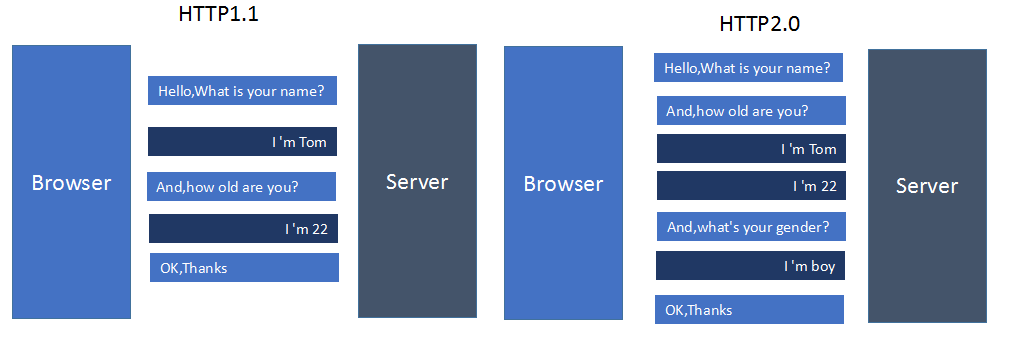 HTTP1.1
Browser
Hello,What is your name?
I 'm Tom
And,how old are you?
I 'm 22
OK,Thanks
Server
HTTP2.0
Browser
Hello,What is your name?
And,how old are you?
I 'm Tom
I 'm 22
And,what's your gender?
I 'm boy
OK,Thanks
Server